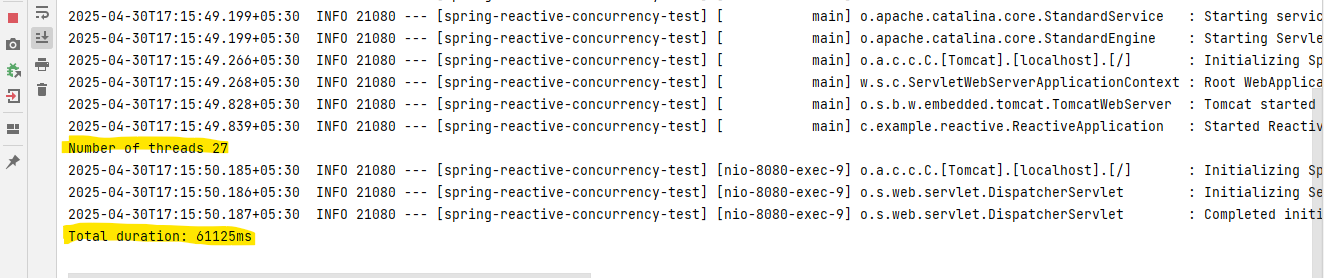 2025-04-30T17:15:49.199+05:30  INFO 21080 --- [spring-reactive-concurrency-test] [           main] o.apache.catalina.core.StandardService   : Starting servic
2025-04-30T17:15:49.199+05:30  INFO 21080 --- [spring-reactive-concurrency-test] [           main] o.apache.catalina.core.StandardEngine    : Starting Servle
2025-04-30T17:15:49.266+05:30  INFO 21080 --- [spring-reactive-concurrency-test] [           main] o.a.c.c.C.[Tomcat].[localhost].[/]       : Initializing Sp
2025-04-30T17:15:49.268+05:30  INFO 21080 --- [spring-reactive-concurrency-test] [           main] w.s.c.ServletWebServerApplicationContext : Root WebApplica
2025-04-30T17:15:49.828+05:30  INFO 21080 --- [spring-reactive-concurrency-test] [           main] o.s.b.w.embedded.tomcat.TomcatWebServer  : Tomcat started
2025-04-30T17:15:49.839+05:30  INFO 21080 --- [spring-reactive-concurrency-test] [           main] c.example.reactive.ReactiveApplication   : Started Reactiv
Number of threads 27
2025-04-30T17:15:50.185+05:30  INFO 21080 --- [spring-reactive-concurrency-test] [nio-8080-exec-9] o.a.c.c.C.[Tomcat].[localhost].[/]       : Initializing Sp
2025-04-30T17:15:50.186+05:30  INFO 21080 --- [spring-reactive-concurrency-test] [nio-8080-exec-9] o.s.web.servlet.DispatcherServlet        : Initializing Se
2025-04-30T17:15:50.187+05:30  INFO 21080 --- [spring-reactive-concurrency-test] [nio-8080-exec-9] o.s.web.servlet.DispatcherServlet        : Completed initi
Total duration: 61125ms